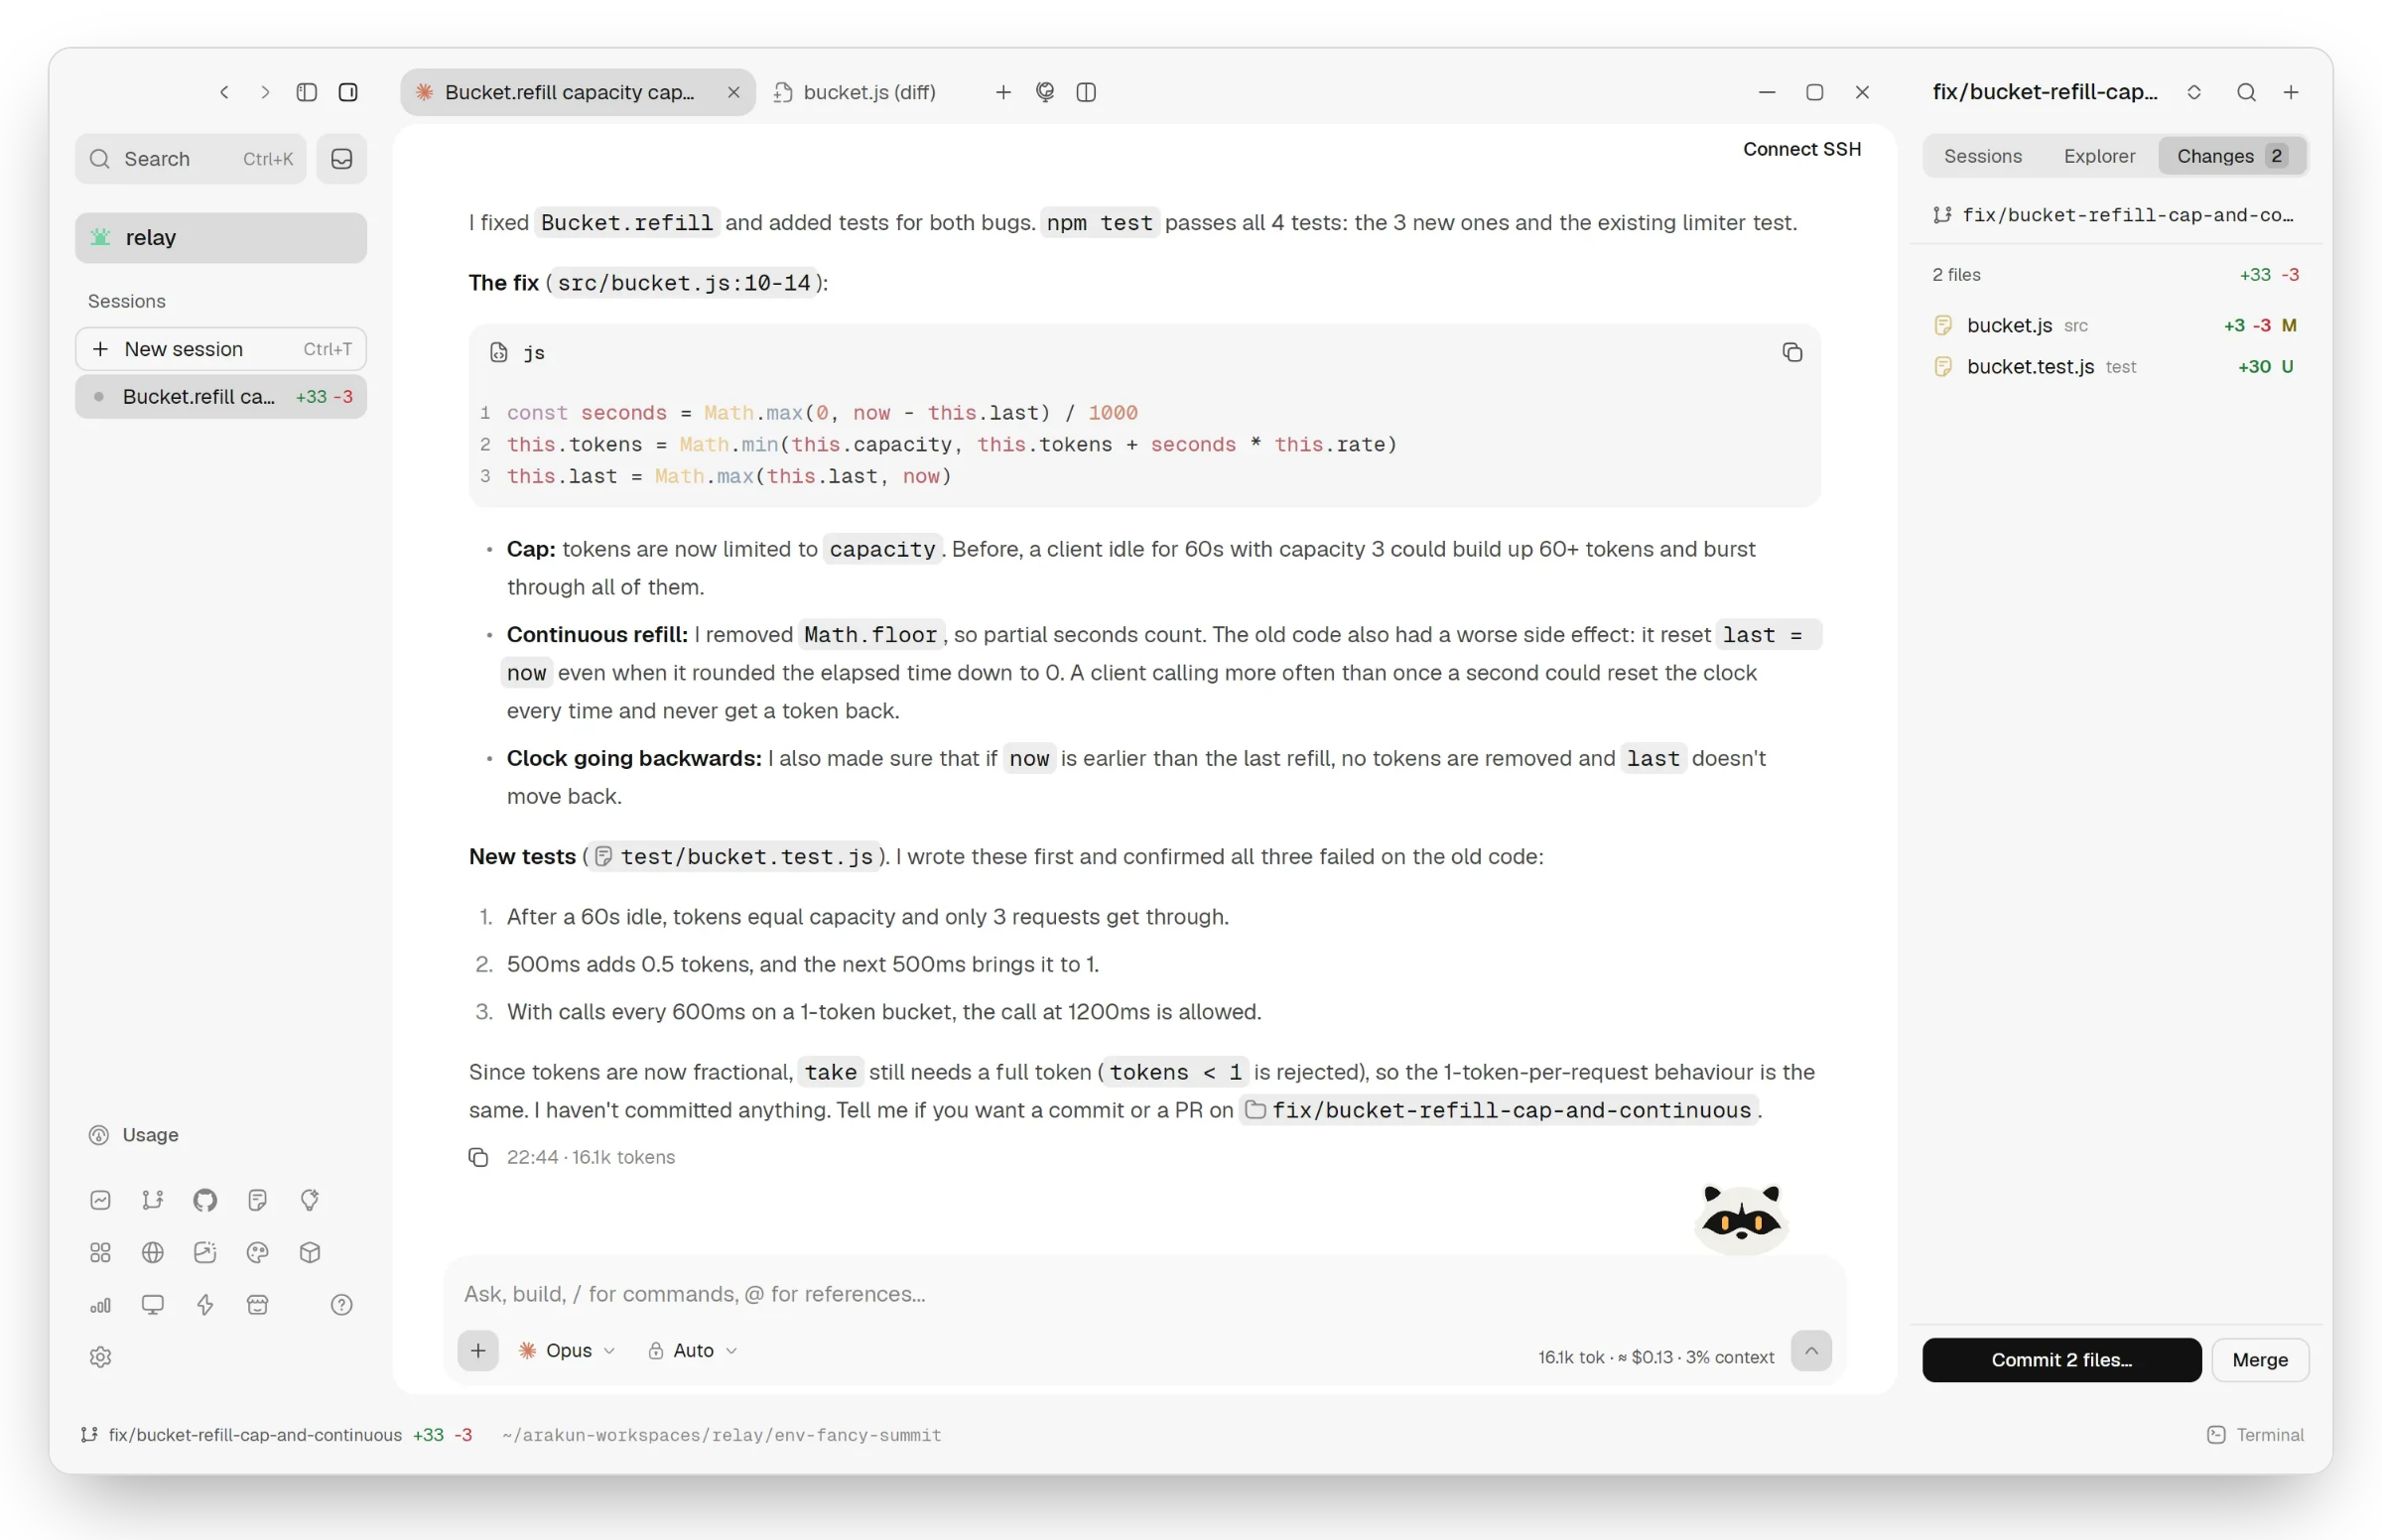 Bucket.refill capacity cap...
bucket.js (diff)
fix/bucket-refill-cap...
Search Ctrl+K
relay
Sessions
New session Ctrl+T
Bucket.refill ca... +33 -3
Usage
Connect SSH
I fixed Bucket.refill and added tests for both bugs. npm test passes all 4 tests: the 3 new ones and the existing limiter test.
The fix (src/bucket.js:10-14):
js
1 const seconds = Math.max(0, now - this.last) / 1000
2 this.tokens = Math.min(this.capacity, this.tokens + seconds * this.rate)
3 this.last = Math.max(this.last, now)
• Cap: tokens are now limited to capacity. Before, a client idle for 60s with capacity 3 could build up 60+ tokens and burst
through all of them.
• Continuous refill: I removed Math.floor, so partial seconds count. The old code also had a worse side effect: it reset last =
now even when it rounded the elapsed time down to 0. A client calling more often than once a second could reset the clock
every time and never get a token back.
• Clock going backwards: I also made sure that if now is earlier than the last refill, no tokens are removed and last doesn't
move back.
New tests (test/bucket.test.js). I wrote these first and confirmed all three failed on the old code:
1. After a 60s idle, tokens equal capacity and only 3 requests get through.
2. 500ms adds 0.5 tokens, and the next 500ms brings it to 1.
3. With calls every 600ms on a 1-token bucket, the call at 1200ms is allowed.
Since tokens are now fractional, take still needs a full token (tokens < 1 is rejected), so the 1-token-per-request behaviour is the
same. I haven't committed anything. Tell me if you want a commit or a PR on fix/bucket-refill-cap-and-continuous.
22:44 · 16.1k tokens
Ask, build, / for commands, @ for references...
Opus
Auto
16.1k tok · ≈ $0.13 · 3% context
Sessions Explorer Changes 2
fix/bucket-refill-cap-and-co...
2 files +33 -3
bucket.js src +3 -3 M
bucket.test.js test +30 U
Commit 2 files...
Merge
fix/bucket-refill-cap-and-continuous +33 -3 ~/arakun-workspaces/relay/env-fancy-summit
Terminal